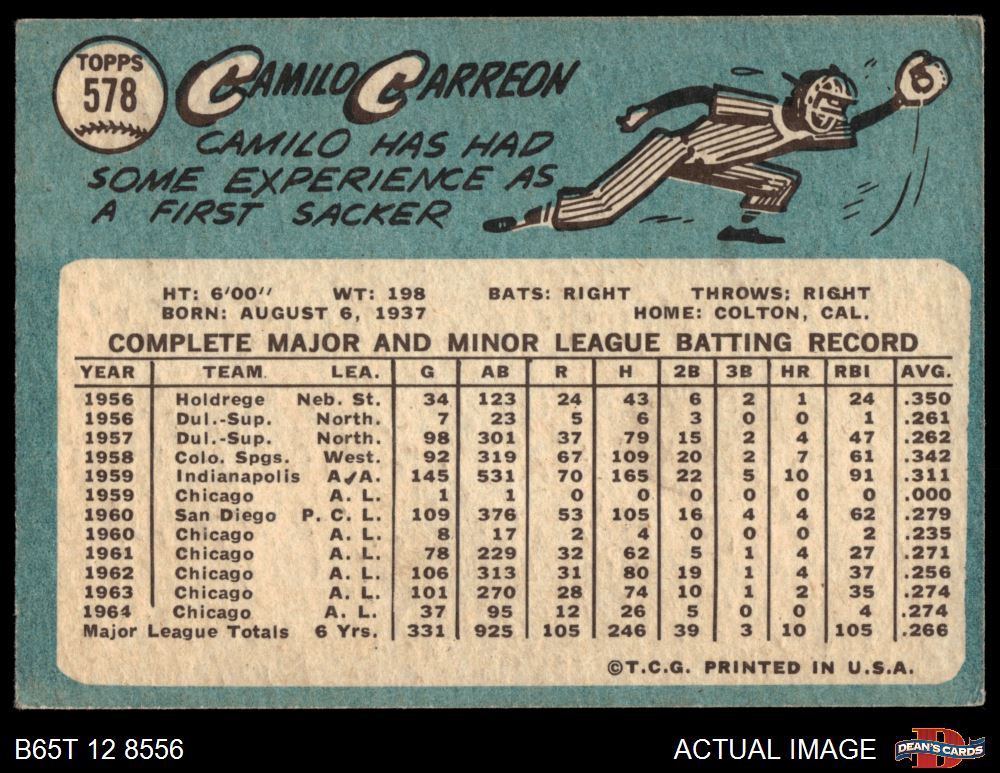 TOPPS
578
CAMILO CARREON
CAMILO HAS HAD
SOME EXPERIENCE AS
A FIRST SACKER
HT: 6'00" WT: 198 BATS: RIGHT THROWS: RIGHT
BORN: AUGUST 6, 1937 HOME: COLTON, CAL.
COMPLETE MAJOR AND MINOR LEAGUE BATTING RECORD
YEAR TEAM LEA. G AB R H 2B 3B HR RBI AVG.
1956 Holdrege Neb. St. 34 123 24 43 6 2 1 24 .350
1956 Dul.-Sup. North. 7 23 5 6 3 0 0 1 .261
1957 Dul.-Sup. North. 98 301 37 79 15 2 4 47 .262
1958 Colo. Spgs. West. 92 319 67 109 20 2 7 61 .342
1959 Indianapolis A.A. 145 531 70 165 22 5 10 91 .311
1959 Chicago A. L. 1 1 0 0 0 0 0 0 .000
1960 San Diego P. C. L. 109 376 53 105 16 4 4 62 .279
1960 Chicago A. L. 8 17 2 4 0 0 0 2 .235
1961 Chicago A. L. 78 229 32 62 5 1 4 27 .271
1962 Chicago A. L. 106 313 31 80 19 1 4 37 .256
1963 Chicago A. L. 101 270 28 74 10 1 2 35 .274
1964 Chicago A. L. 37 95 12 26 5 0 0 4 .274
Major League Totals 6 Yrs. 331 925 105 246 39 3 10 105 .266
©T.C.G. PRINTED IN U.S.A.
B65T 12 8556 ACTUAL IMAGE DEAN'S CARDS